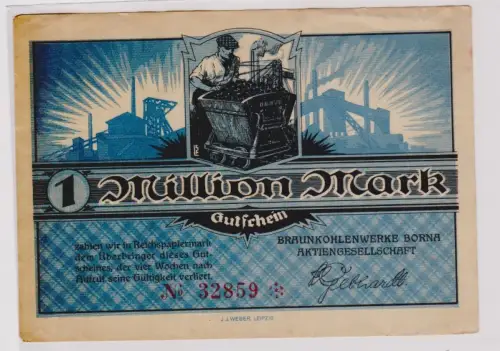 1 Million Mark
Gutschein
zahlen wir in Reichspapiermark
dem Überbringer dieses Gut-
scheines, der vier Wochen nach
Aufruf seine Gültigkeit verliert.
BRAUNKOHLENWERKE BORNA
AKTIENGESELLSCHAFT
№ 32859
J.J. WEBER, LEIPZIG